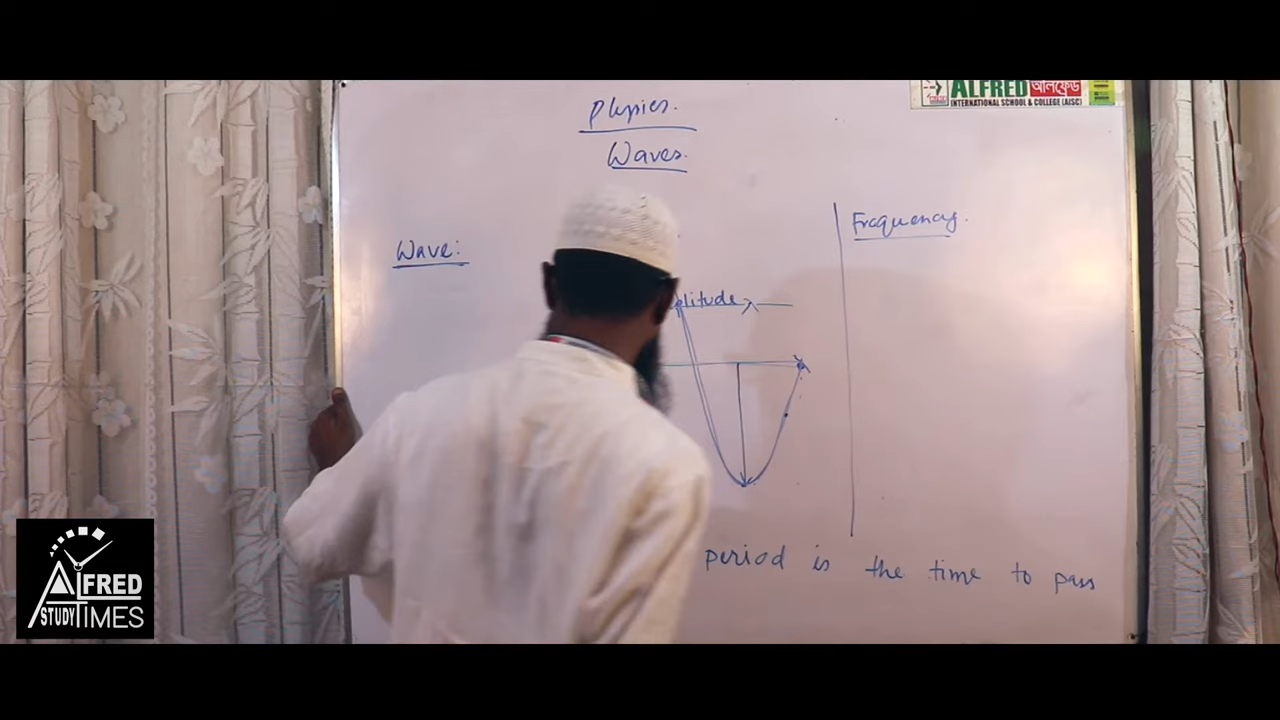 ALFRED আলফ্রেড
INTERNATIONAL SCHOOL & COLLEGE (AISC)
Physics.
Waves.
Frequency.
Wave:
plitude
period is the time to pass
ALFRED
STUDY TIMES